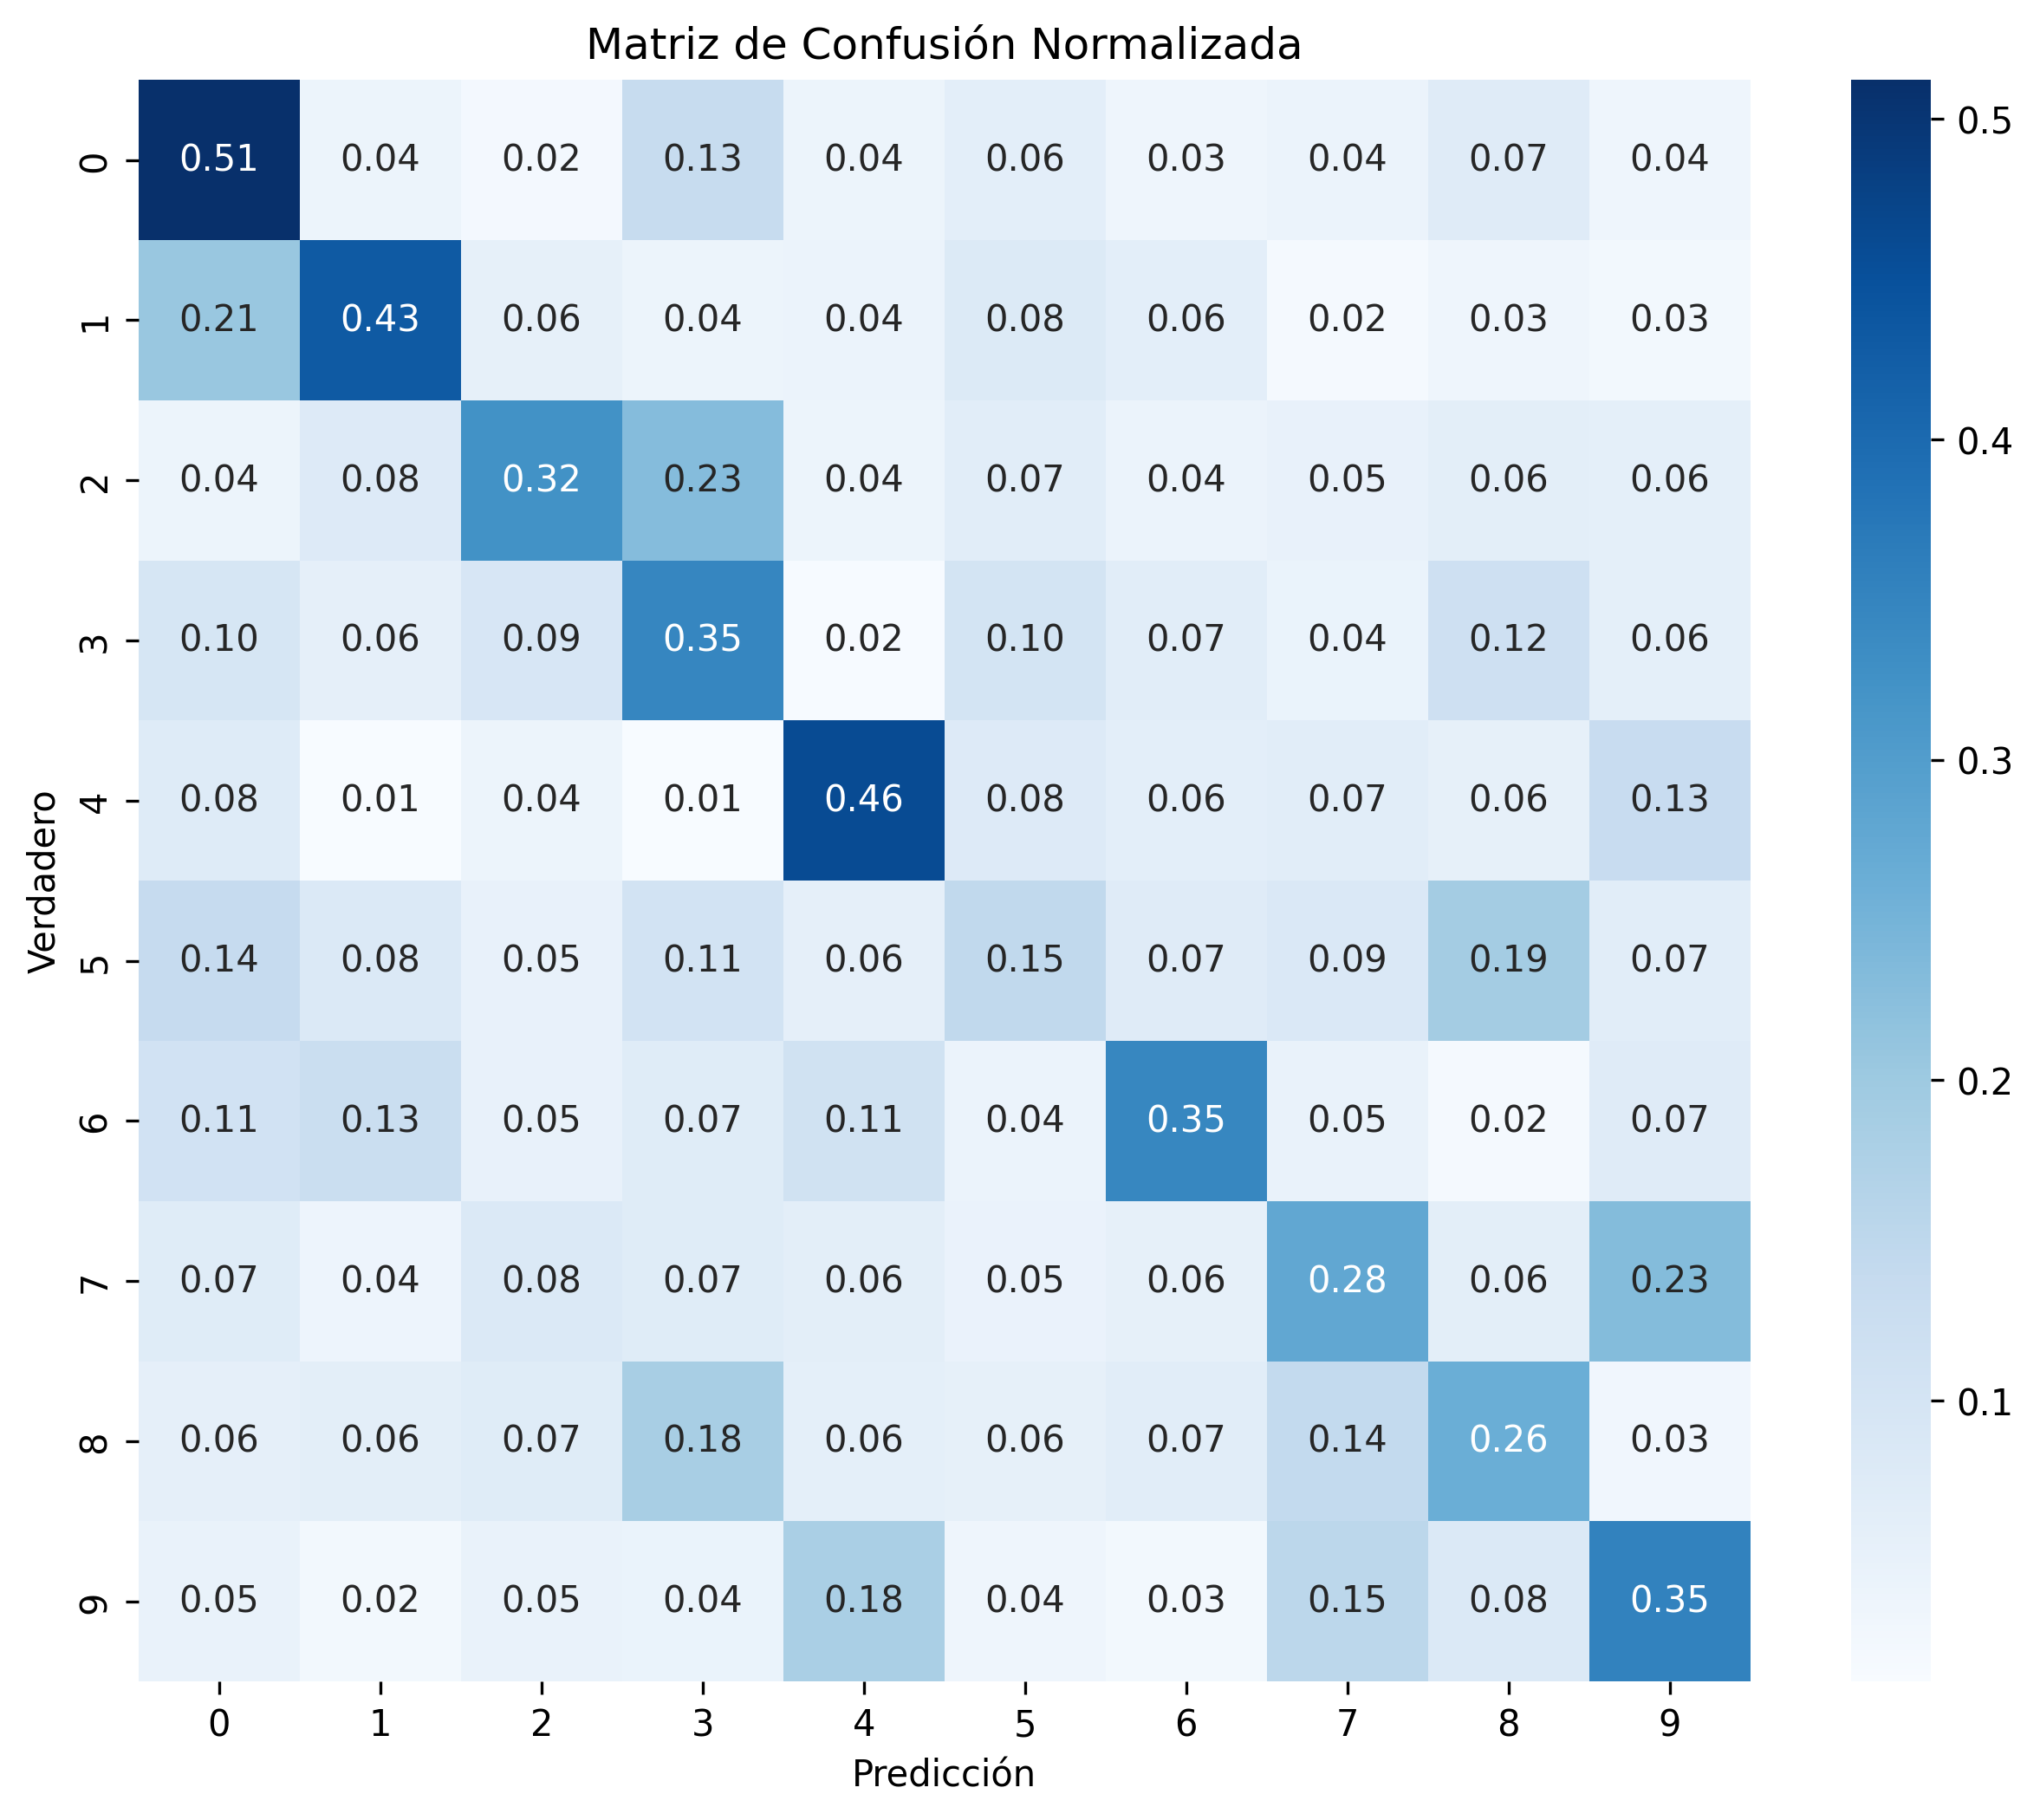 Matriz de Confusión Normalizada
0 0.51 0.04 0.02 0.13 0.04 0.06 0.03 0.04 0.07 0.04
1 0.21 0.43 0.06 0.04 0.04 0.08 0.06 0.02 0.03 0.03
2 0.04 0.08 0.32 0.23 0.04 0.07 0.04 0.05 0.06 0.06
3 0.10 0.06 0.09 0.35 0.02 0.10 0.07 0.04 0.12 0.06
4 0.08 0.01 0.04 0.01 0.46 0.08 0.06 0.07 0.06 0.13
5 0.14 0.08 0.05 0.11 0.06 0.15 0.07 0.09 0.19 0.07
6 0.11 0.13 0.05 0.07 0.11 0.04 0.35 0.05 0.02 0.07
7 0.07 0.04 0.08 0.07 0.06 0.05 0.06 0.28 0.06 0.23
8 0.06 0.06 0.07 0.18 0.06 0.06 0.07 0.14 0.26 0.03
9 0.05 0.02 0.05 0.04 0.18 0.04 0.03 0.15 0.08 0.35
0 1 2 3 4 5 6 7 8 9
Predicción
Verdadero
0.5
0.4
0.3
0.2
0.1